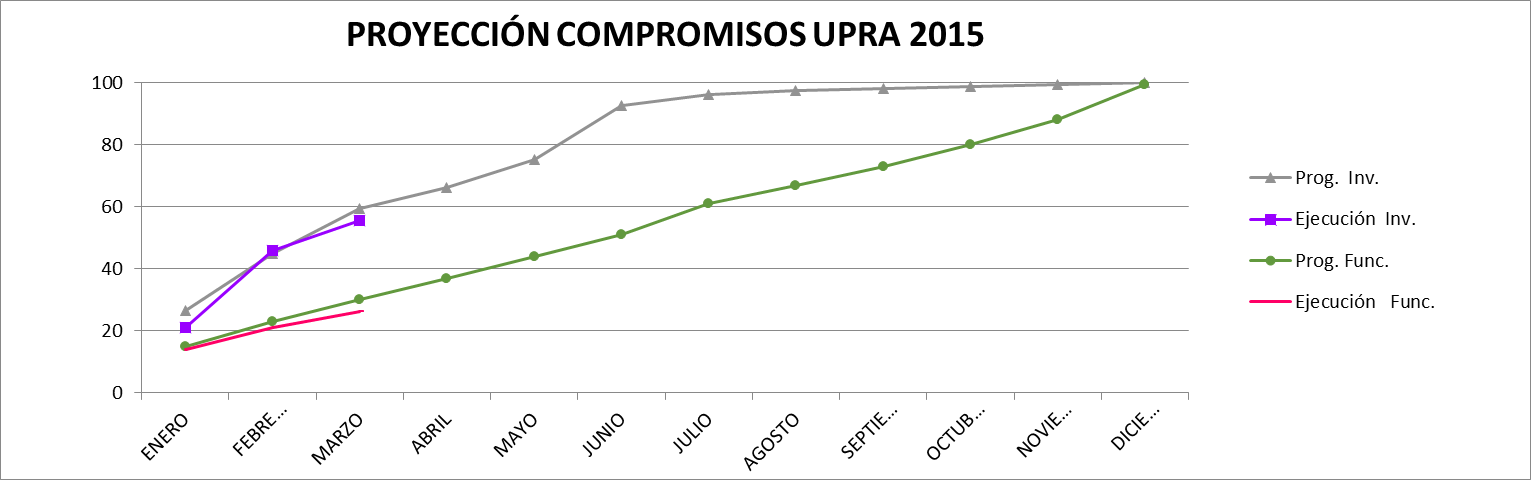 PROYECCIÓN COMPROMISOS UPRA 2015
100
80
60
40
20
0
ENERO
FEBRE...
MARZO
ABRIL
MAYO
JUNIO
JULIO
AGOSTO
SEPTIE...
OCTUB...
NOVIE...
DICIE...
Prog. Inv.
Ejecución Inv.
Prog. Func.
Ejecución Func.